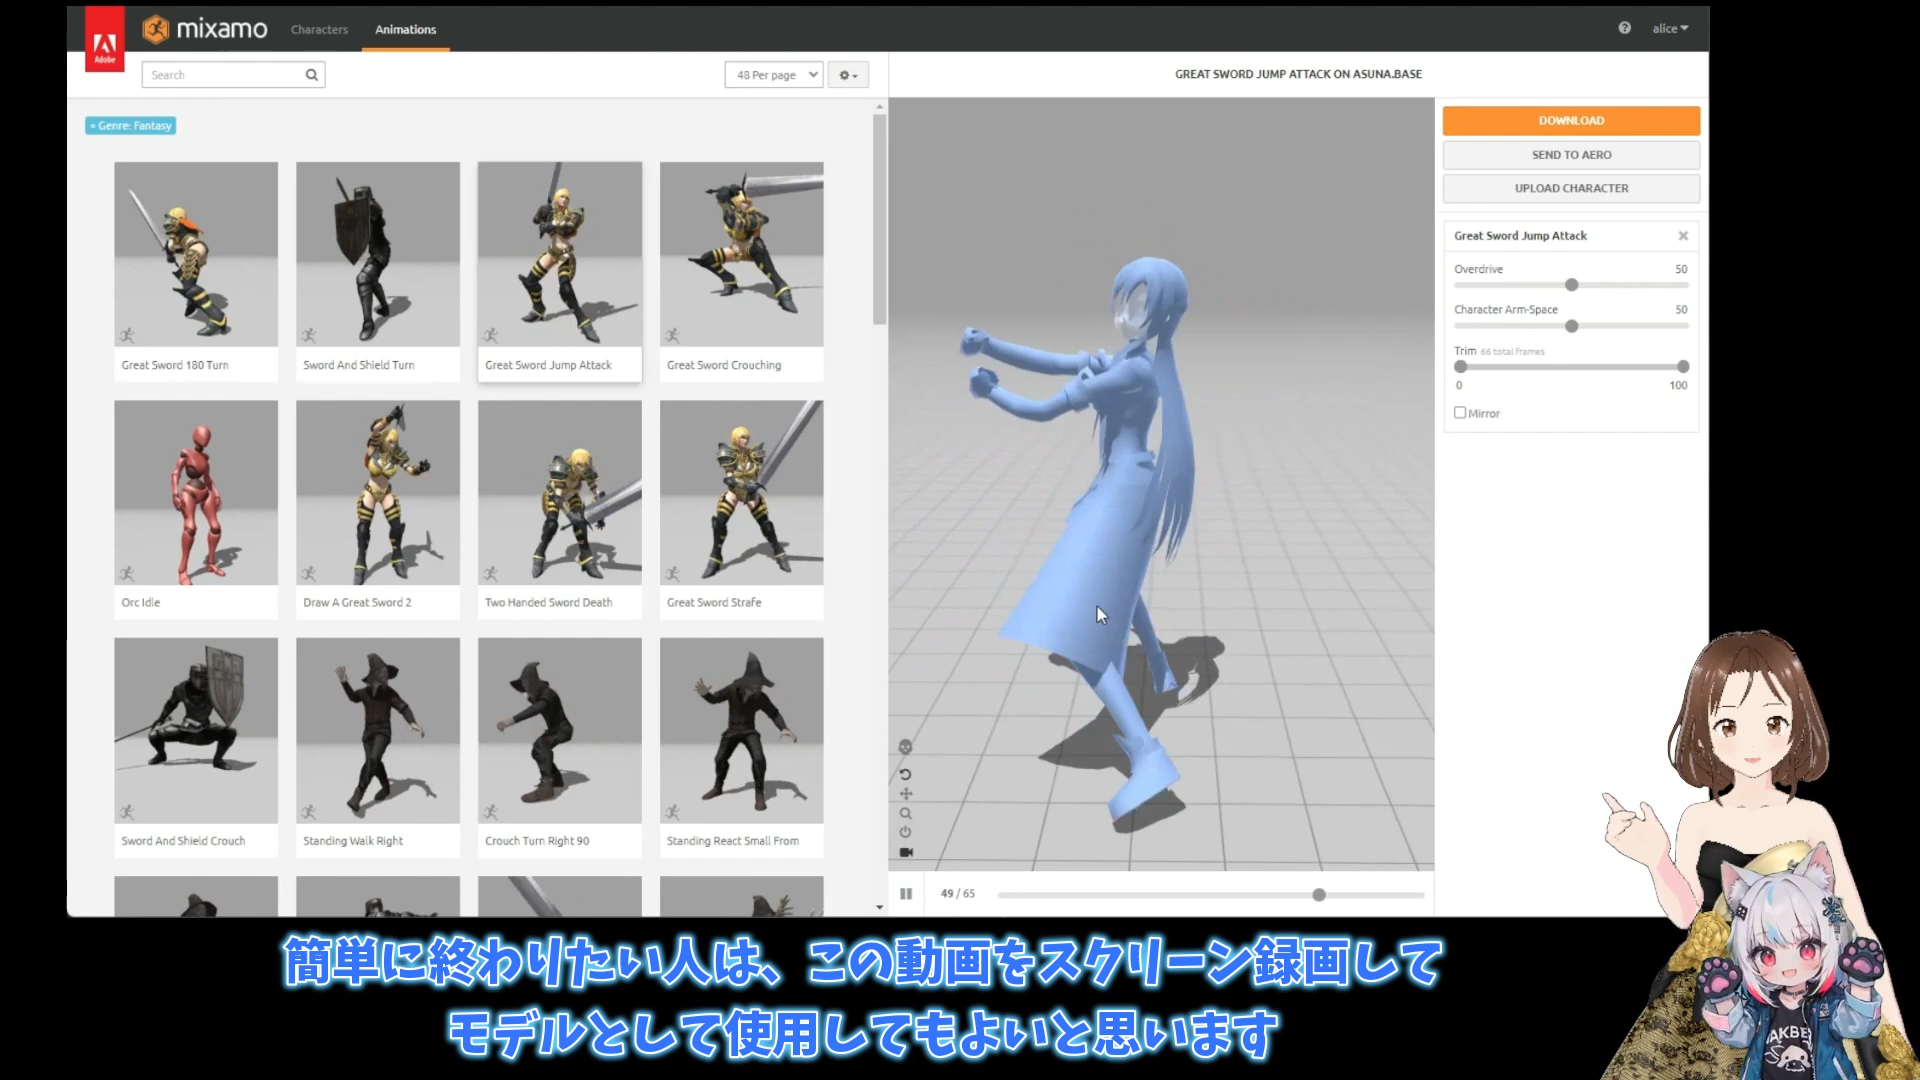 Adobe
mixamo
Characters
Animations
alice
Search
48 Per page
GREAT SWORD JUMP ATTACK ON ASUNA.BASE
» Genre: Fantasy
DOWNLOAD
SEND TO AERO
UPLOAD CHARACTER
Great Sword Jump Attack
Overdrive 50
Character Arm-Space 50
Trim 66 total frames
0 100
Mirror
Great Sword 180 Turn
Sword And Shield Turn
Great Sword Jump Attack
Great Sword Crouching
Orc Idle
Draw A Great Sword 2
Two Handed Sword Death
Great Sword Strafe
Sword And Shield Crouch
Standing Walk Right
Crouch Turn Right 90
Standing React Small From
49 / 65
簡単に終わりたい人は、この動画をスクリーン録画して
モデルとして使用してもよいと思います